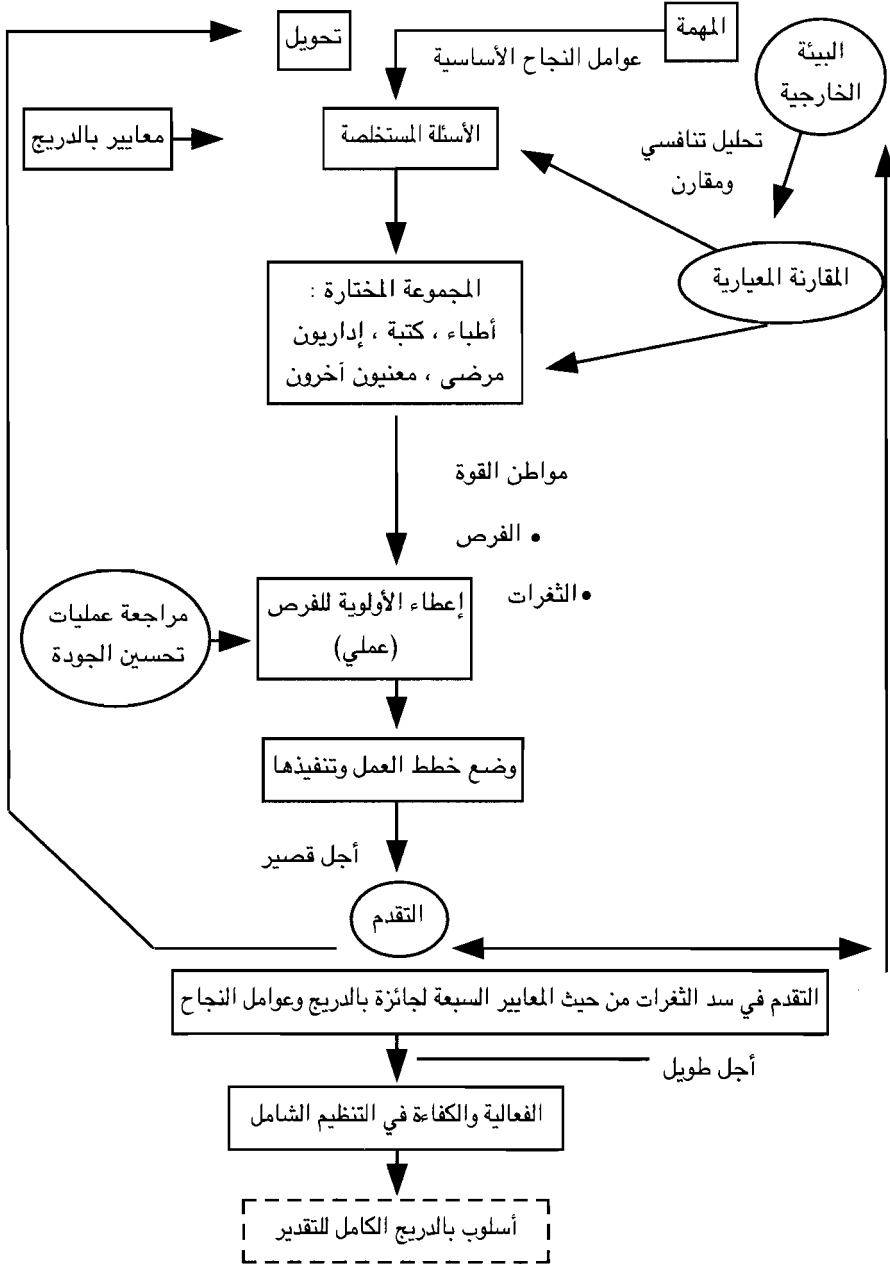 المهمة
تحويل
البيئة
الخارجية
عوامل النجاح الأساسية
معايير بالدريج
الأسئلة المستخلصة
تحليل تنافسي
ومقارن
المقارنة المعيارية
المجموعة المختارة :
أطباء ، كتبة ، إداريون
مرضى ، معنيون آخرون
مواطن القوة
• الفرص
• الثغرات
إعطاء الأولوية للفرص
(عملي)
مراجعة عمليات
تحسين الجودة
وضع خطط العمل وتنفيذها
أجل قصير
التقدم
التقدم في سد الثغرات من حيث المعايير السبعة لجائزة بالدريج وعوامل النجاح
أجل طويل
الفعالية والكفاءة في التنظيم الشامل
أسلوب بالدريج الكامل للتقدير